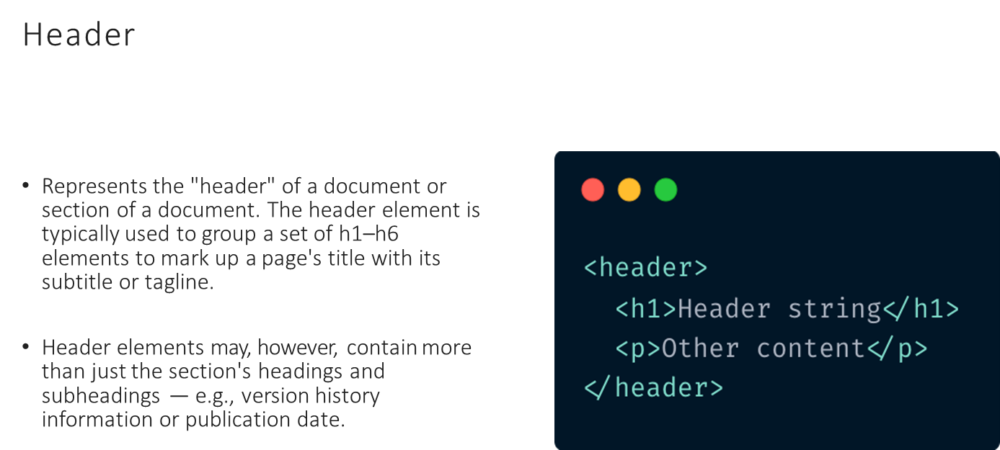 Header
• Represents the "header" of a document or
section of a document. The header element is
typically used to group a set of h1–h6
elements to mark up a page's title with its
subtitle or tagline.
• Header elements may, however, contain more
than just the section's headings and
subheadings — e.g., version history
information or publication date.
<header>
  <h1>Header string</h1>
  <p>Other content</p>
</header>